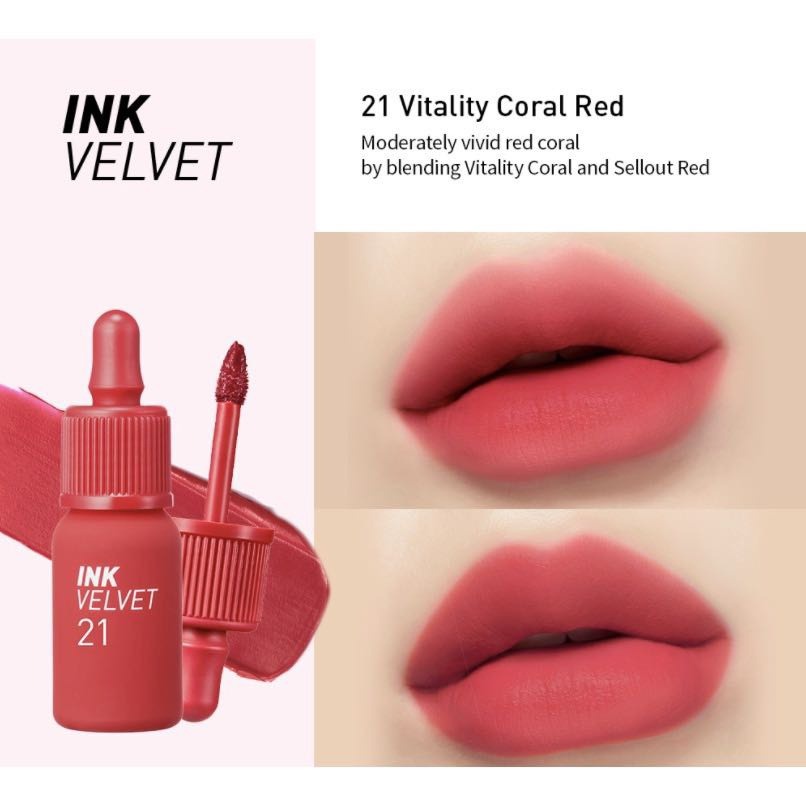 INK
VELVET
21 Vitality Coral Red
Moderately vivid red coral
by blending Vitality Coral and Sellout Red
INK
VELVET
21